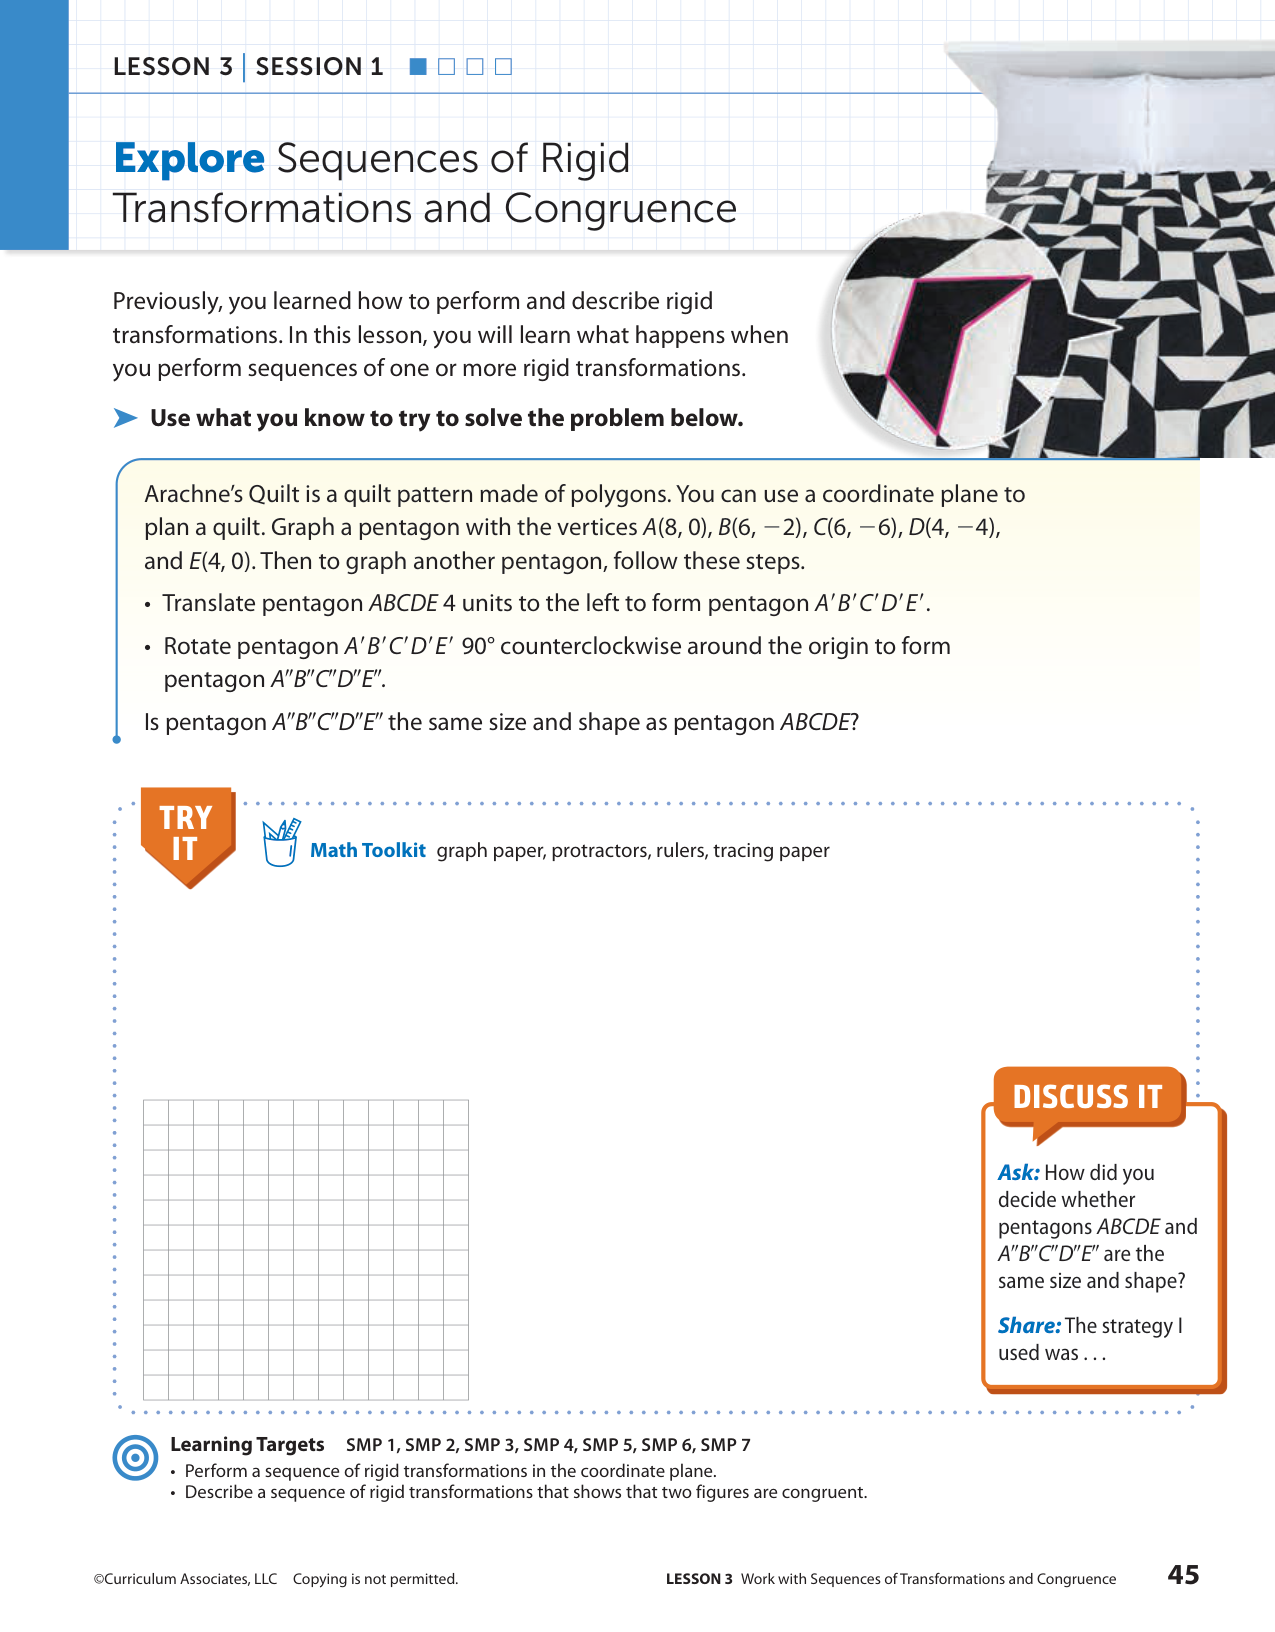 LESSON 3 | SESSION 1
Explore Sequences of Rigid
Transformations and Congruence
Previously, you learned how to perform and describe rigid
transformations. In this lesson, you will learn what happens when
you perform sequences of one or more rigid transformations.
Use what you know to try to solve the problem below.
Arachne’s Quilt is a quilt pattern made of polygons. You can use a coordinate plane to
plan a quilt. Graph a pentagon with the vertices A(8, 0), B(6, −2), C(6, −6), D(4, −4),
and E(4, 0). Then to graph another pentagon, follow these steps.
• Translate pentagon ABCDE 4 units to the left to form pentagon A′B′C′D′E′.
• Rotate pentagon A′B′C′D′E′ 90° counterclockwise around the origin to form
pentagon A″B″C″D″E″.
Is pentagon A″B″C″D″E″ the same size and shape as pentagon ABCDE?
TRY
IT
Math Toolkit graph paper, protractors, rulers, tracing paper
DISCUSS IT
Ask: How did you
decide whether
pentagons ABCDE and
A″B″C″D″E″ are the
same size and shape?
Share: The strategy I
used was . . .
Learning Targets SMP 1, SMP 2, SMP 3, SMP 4, SMP 5, SMP 6, SMP 7
• Perform a sequence of rigid transformations in the coordinate plane.
• Describe a sequence of rigid transformations that shows that two figures are congruent.
©Curriculum Associates, LLC Copying is not permitted.
LESSON 3 Work with Sequences of Transformations and Congruence 45